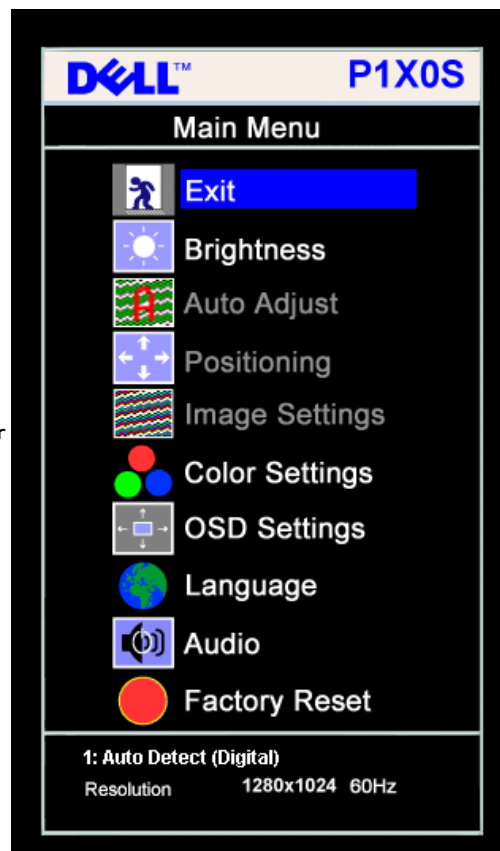 DELL™ P1X0S
Main Menu
Exit
Brightness
A
Auto Adjust
Positioning
Image Settings
r
Color Settings
OSD Settings
Language
Audio
Factory Reset
1: Auto Detect (Digital)
Resolution 1280x1024 60Hz